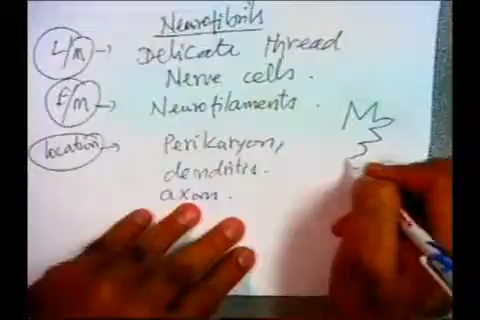 Neurofibrils
L/m → Delicate thread
Nerve cells .
E/m → Neurofilaments .
location → Perikaryon,
dendrites.
axon .